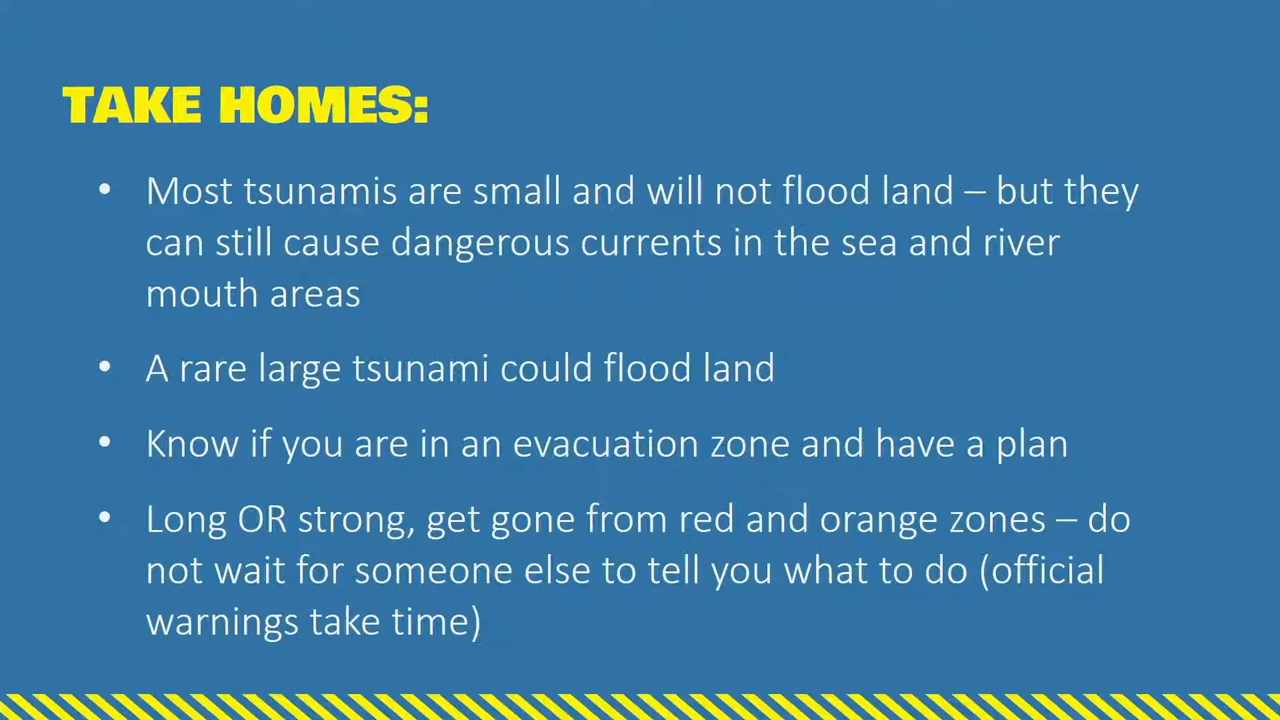 TAKE HOMES:
• Most tsunamis are small and will not flood land – but they
can still cause dangerous currents in the sea and river
mouth areas
• A rare large tsunami could flood land
• Know if you are in an evacuation zone and have a plan
• Long OR strong, get gone from red and orange zones – do
not wait for someone else to tell you what to do (official
warnings take time)